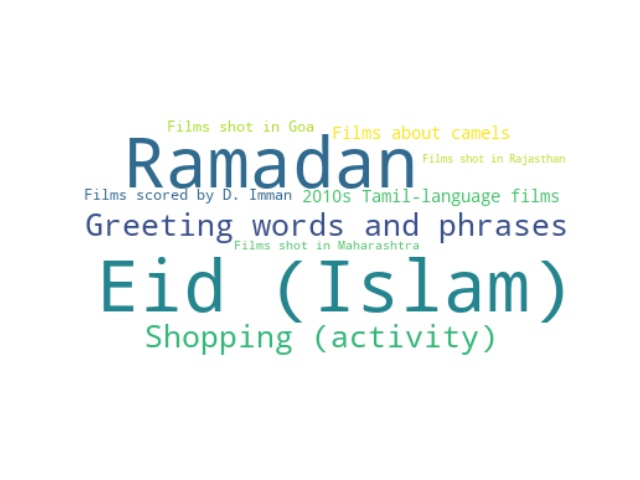 Films shot in Goa
Films about camels
Ramadan
Films shot in Rajasthan
Films scored by D. Imman
2010s Tamil-language films
Greeting words and phrases
Films shot in Maharashtra
Eid (Islam)
Shopping (activity)